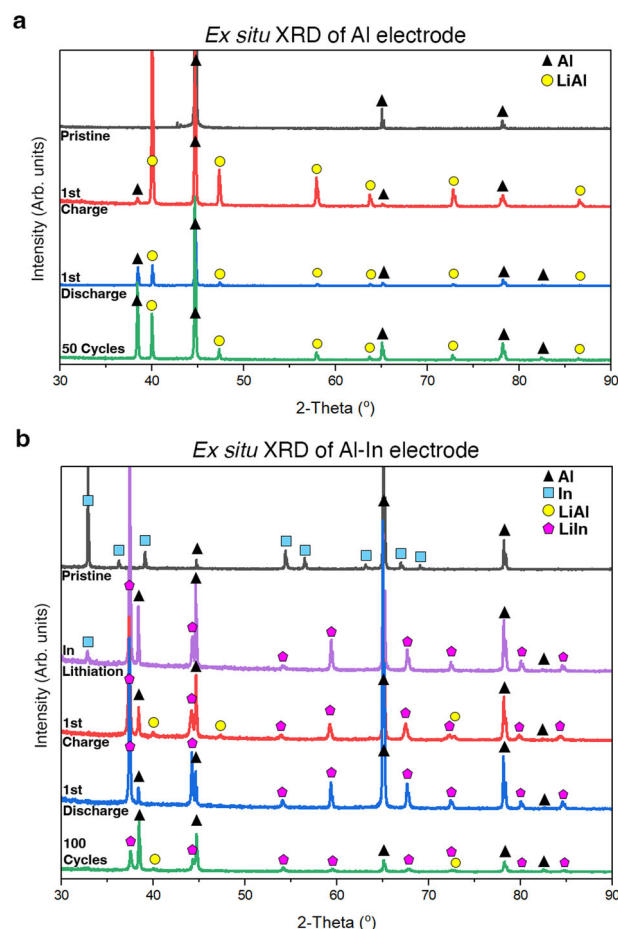 a
Ex situ XRD of Al electrode
Al
LiAl
Pristine
1st
Charge
1st
Discharge
50 Cycles
Intensity (Arb. units)
30 40 50 60 70 80 90
2-Theta (º)
b
Ex situ XRD of Al-In electrode
Al
In
LiAl
LiIn
Pristine
In
Lithiation
1st
Charge
1st
Discharge
100
Cycles
Intensity (Arb. units)
30 40 50 60 70 80 90
2-Theta (º)